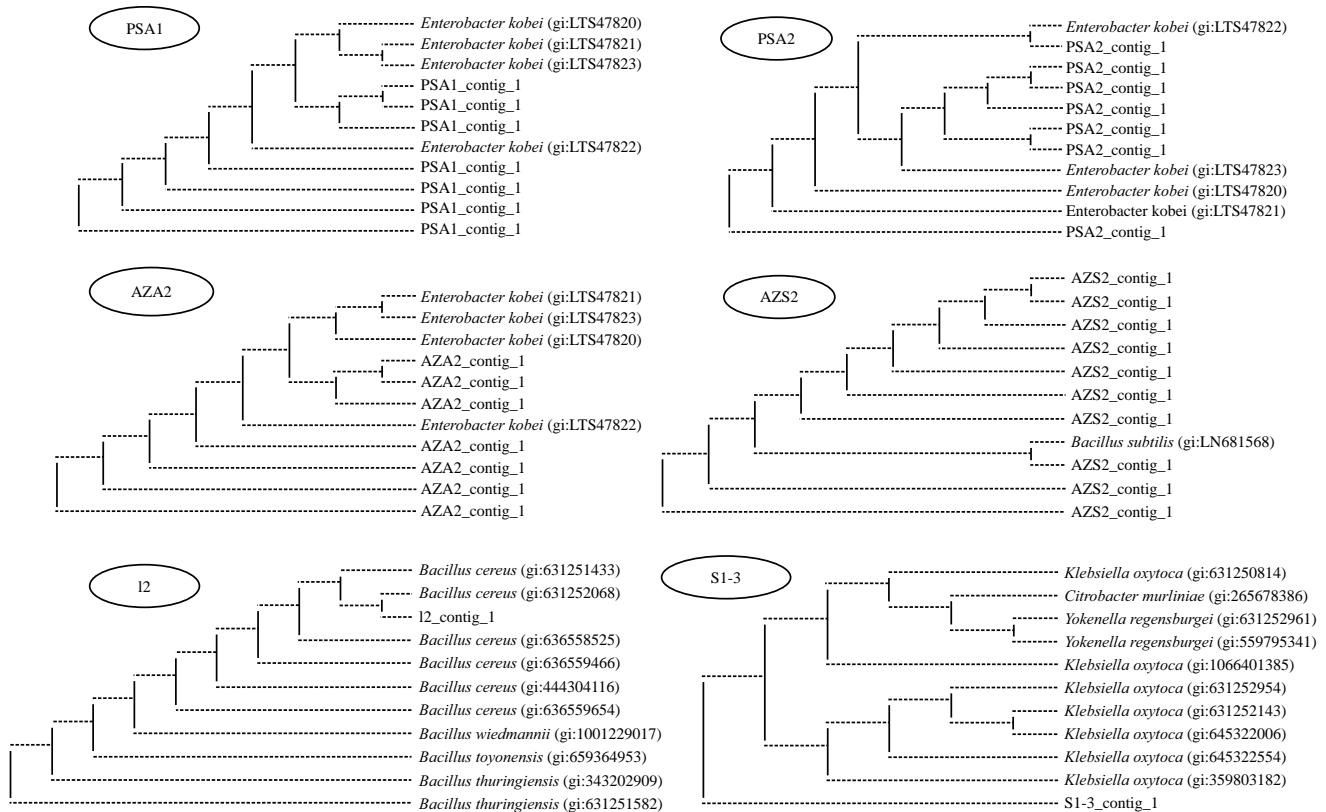 PSA1
Enterobacter kobei (gi:LTS47820)
Enterobacter kobei (gi:LTS47821)
Enterobacter kobei (gi:LTS47823)
PSA1_contig_1
PSA1_contig_1
PSA1_contig_1
Enterobacter kobei (gi:LTS47822)
PSA1_contig_1
PSA1_contig_1
PSA1_contig_1
PSA1_contig_1
PSA2
Enterobacter kobei (gi:LTS47822)
PSA2_contig_1
PSA2_contig_1
PSA2_contig_1
PSA2_contig_1
PSA2_contig_1
PSA2_contig_1
Enterobacter kobei (gi:LTS47823)
Enterobacter kobei (gi:LTS47820)
Enterobacter kobei (gi:LTS47821)
PSA2_contig_1
AZA2
Enterobacter kobei (gi:LTS47821)
Enterobacter kobei (gi:LTS47823)
Enterobacter kobei (gi:LTS47820)
AZA2_contig_1
AZA2_contig_1
AZA2_contig_1
Enterobacter kobei (gi:LTS47822)
AZA2_contig_1
AZA2_contig_1
AZA2_contig_1
AZA2_contig_1
AZS2
AZS2_contig_1
AZS2_contig_1
AZS2_contig_1
AZS2_contig_1
AZS2_contig_1
AZS2_contig_1
AZS2_contig_1
Bacillus subtilis (gi:LN681568)
AZS2_contig_1
AZS2_contig_1
AZS2_contig_1
l2
Bacillus cereus (gi:631251433)
Bacillus cereus (gi:631252068)
l2_contig_1
Bacillus cereus (gi:636558525)
Bacillus cereus (gi:636559466)
Bacillus cereus (gi:444304116)
Bacillus cereus (gi:636559654)
Bacillus wiedmannii (gi:1001229017)
Bacillus toyonensis (gi:659364953)
Bacillus thuringiensis (gi:343202909)
Bacillus thuringiensis (gi:631251582)
S1-3
Klebsiella oxytoca (gi:631250814)
Citrobacter murliniae (gi:265678386)
Yokenella regensburgei (gi:631252961)
Yokenella regensburgei (gi:559795341)
Klebsiella oxytoca (gi:1066401385)
Klebsiella oxytoca (gi:631252954)
Klebsiella oxytoca (gi:631252143)
Klebsiella oxytoca (gi:645322006)
Klebsiella oxytoca (gi:645322554)
Klebsiella oxytoca (gi:359803182)
S1-3_contig_1